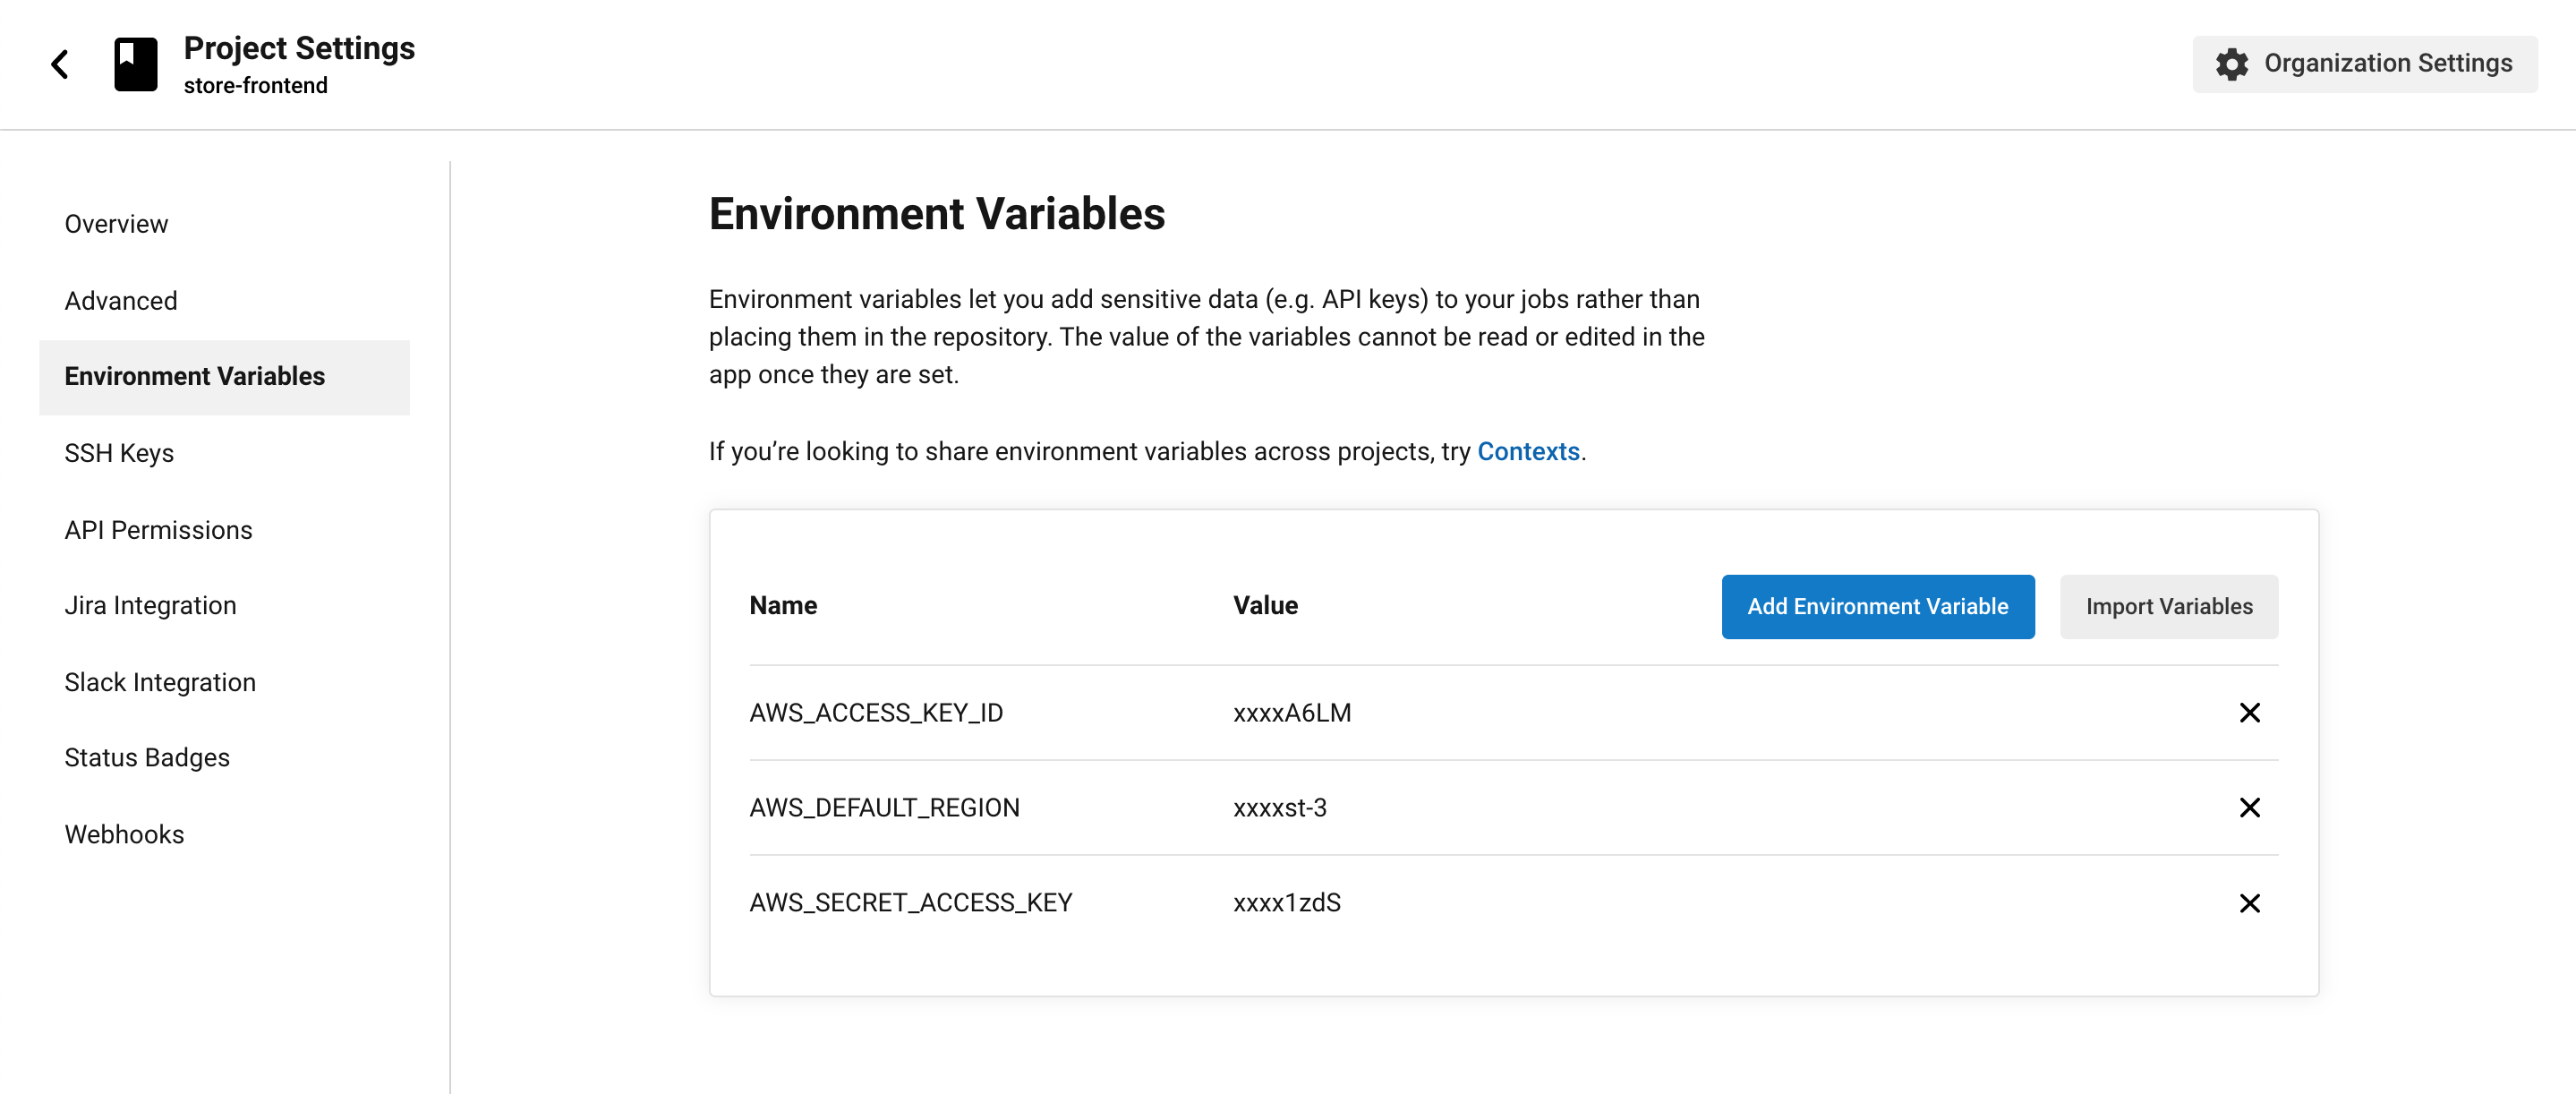 Project Settings
store-frontend
Organization Settings
Overview
Advanced
Environment Variables
SSH Keys
API Permissions
Jira Integration
Slack Integration
Status Badges
Webhooks
Environment Variables
Environment variables let you add sensitive data (e.g. API keys) to your jobs rather than
placing them in the repository. The value of the variables cannot be read or edited in the
app once they are set.
If you’re looking to share environment variables across projects, try Contexts.
Name Value Add Environment Variable Import Variables
AWS_ACCESS_KEY_ID xxxxA6LM
AWS_DEFAULT_REGION xxxxst-3
AWS_SECRET_ACCESS_KEY xxxx1zdS